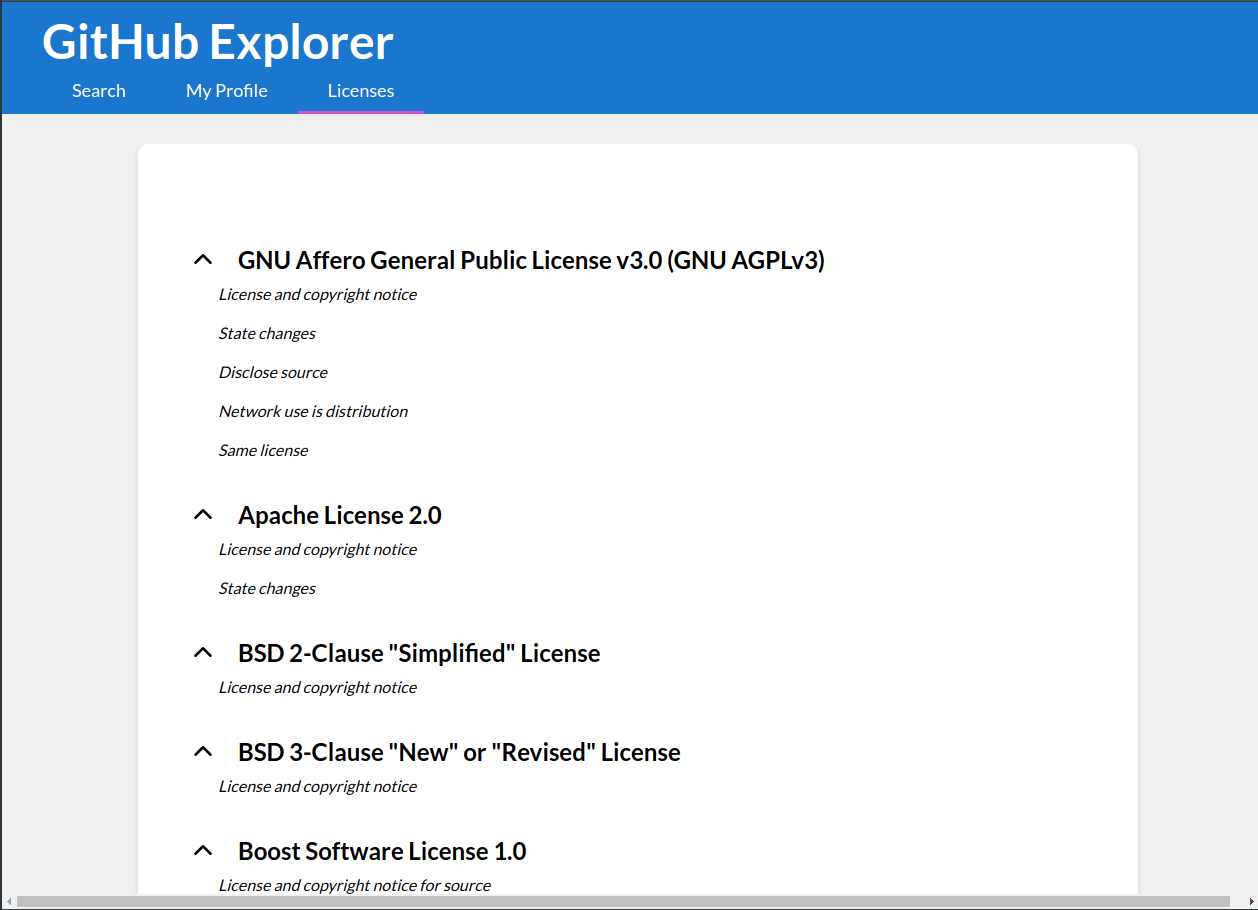 GitHub Explorer
Search My Profile Licenses
GNU Affero General Public License v3.0 (GNU AGPLv3)
License and copyright notice
State changes
Disclose source
Network use is distribution
Same license
Apache License 2.0
License and copyright notice
State changes
BSD 2-Clause "Simplified" License
License and copyright notice
BSD 3-Clause "New" or "Revised" License
License and copyright notice
Boost Software License 1.0
License and copyright notice for source